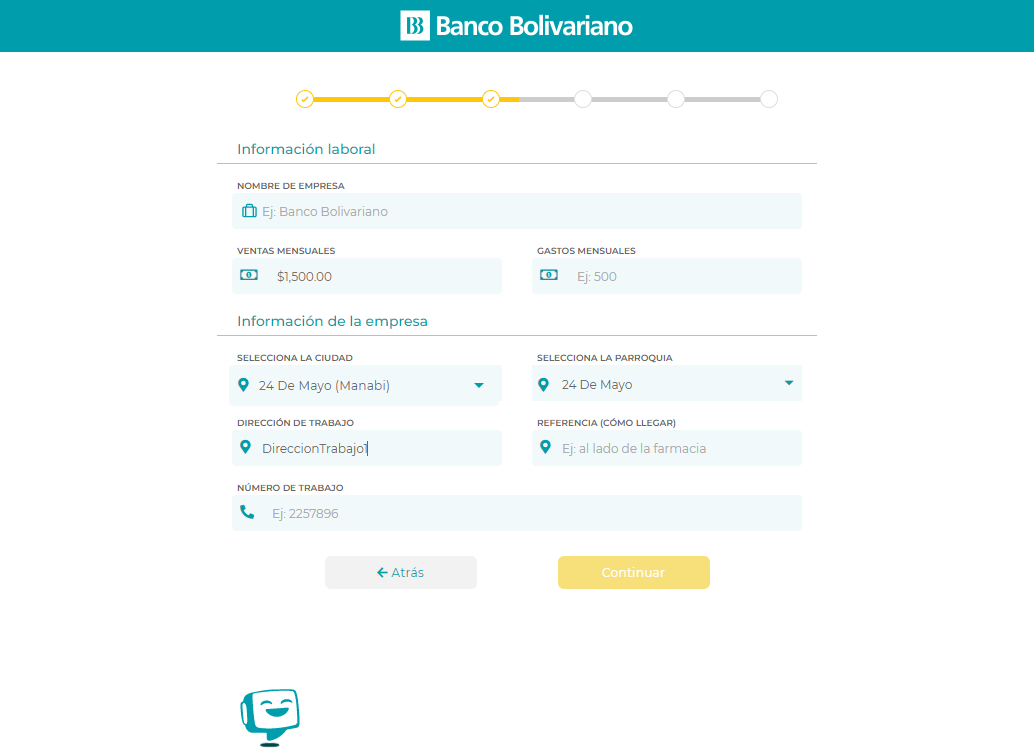 Banco Bolivariano
Información laboral
NOMBRE DE EMPRESA
Ej: Banco Bolivariano
VENTAS MENSUALES
GASTOS MENSUALES
$1,500.00
Ej: 500
Información de la empresa
SELECCIONA LA CIUDAD
SELECCIONA LA PARROQUIA
24 De Mayo (Manabi)
24 De Mayo
DIRECCIÓN DE TRABAJO
REFERENCIA (CÓMO LLEGAR)
DireccionTrabajo1
Ej: al lado de la farmacia
NÚMERO DE TRABAJO
Ej: 2257896
Atrás
Continuar